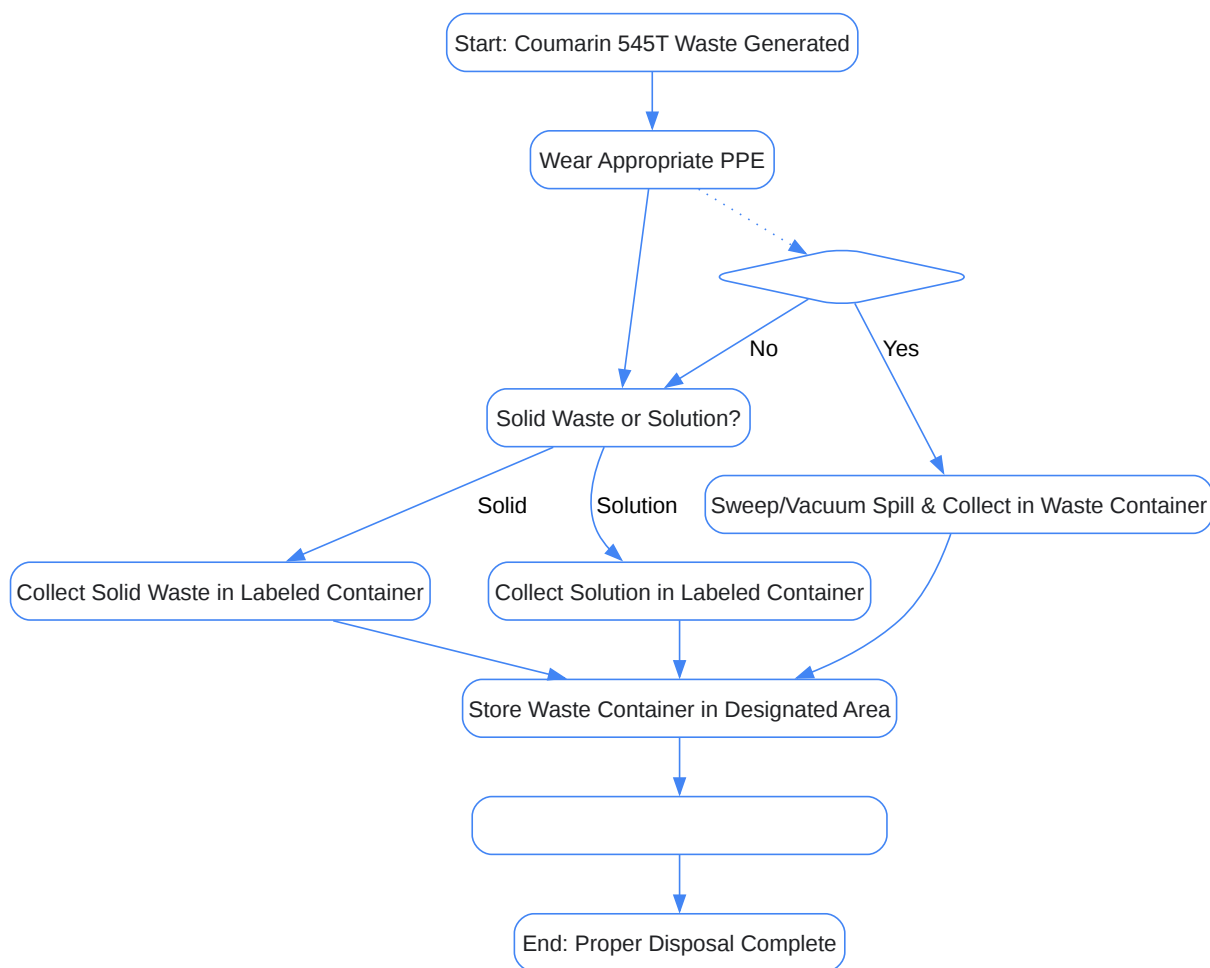 Start: Coumarin 545T Waste Generated
Wear Appropriate PPE
No
Yes
Solid Waste or Solution?
Solid
Solution
Sweep/Vacuum Spill & Collect in Waste Container
Collect Solid Waste in Labeled Container
Collect Solution in Labeled Container
Store Waste Container in Designated Area
End: Proper Disposal Complete